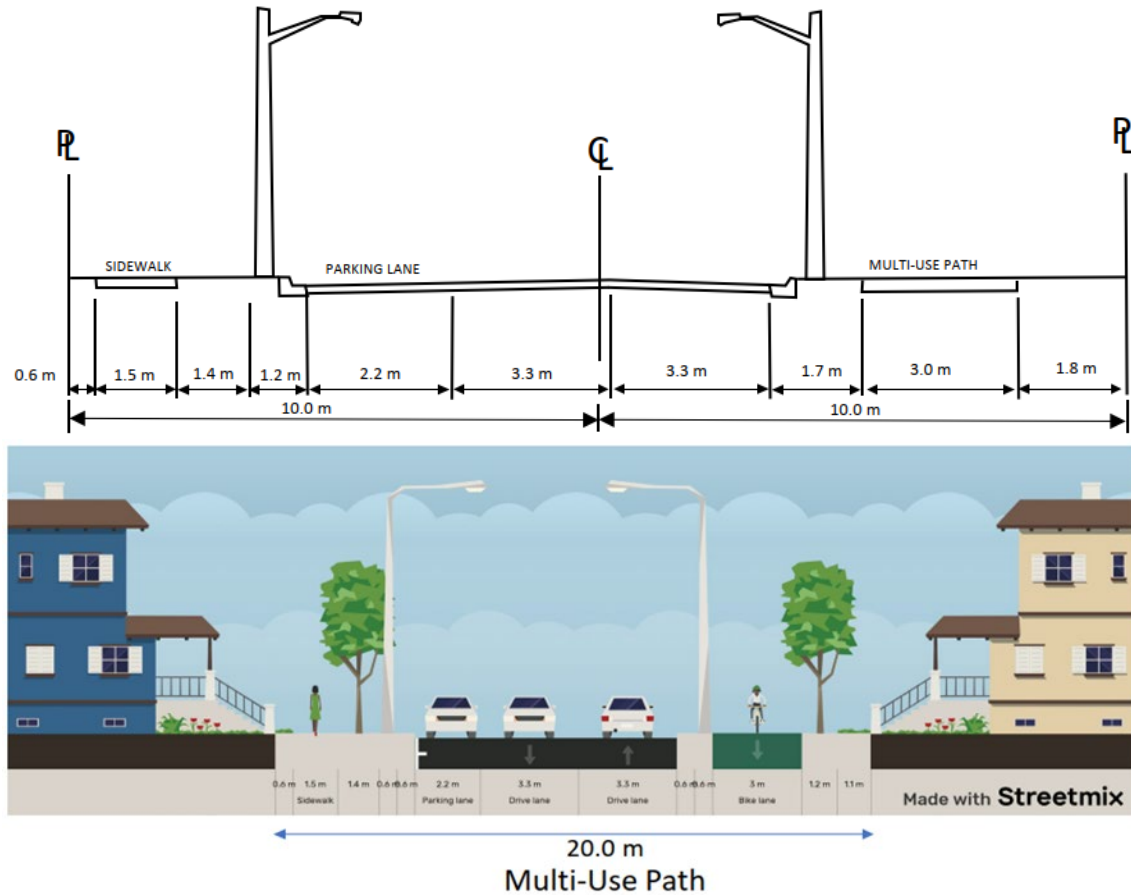 PL
CL
PL
SIDEWALK
PARKING LANE
MULTI-USE PATH
0.6 m
1.5 m
1.4 m
1.2 m
2.2 m
3.3 m
3.3 m
1.7 m
3.0 m
1.8 m
10.0 m
10.0 m
0.6 m
1.5 m
1.4 m
0.6 m
0.6 m
2.2 m
3.3 m
3.3 m
0.6 m
0.6 m
3 m
1.2 m
1.1 m
Sidewalk
Parking lane
Drive lane
Drive lane
Bike lane
Made with Streetmix
20.0 m
Multi-Use Path